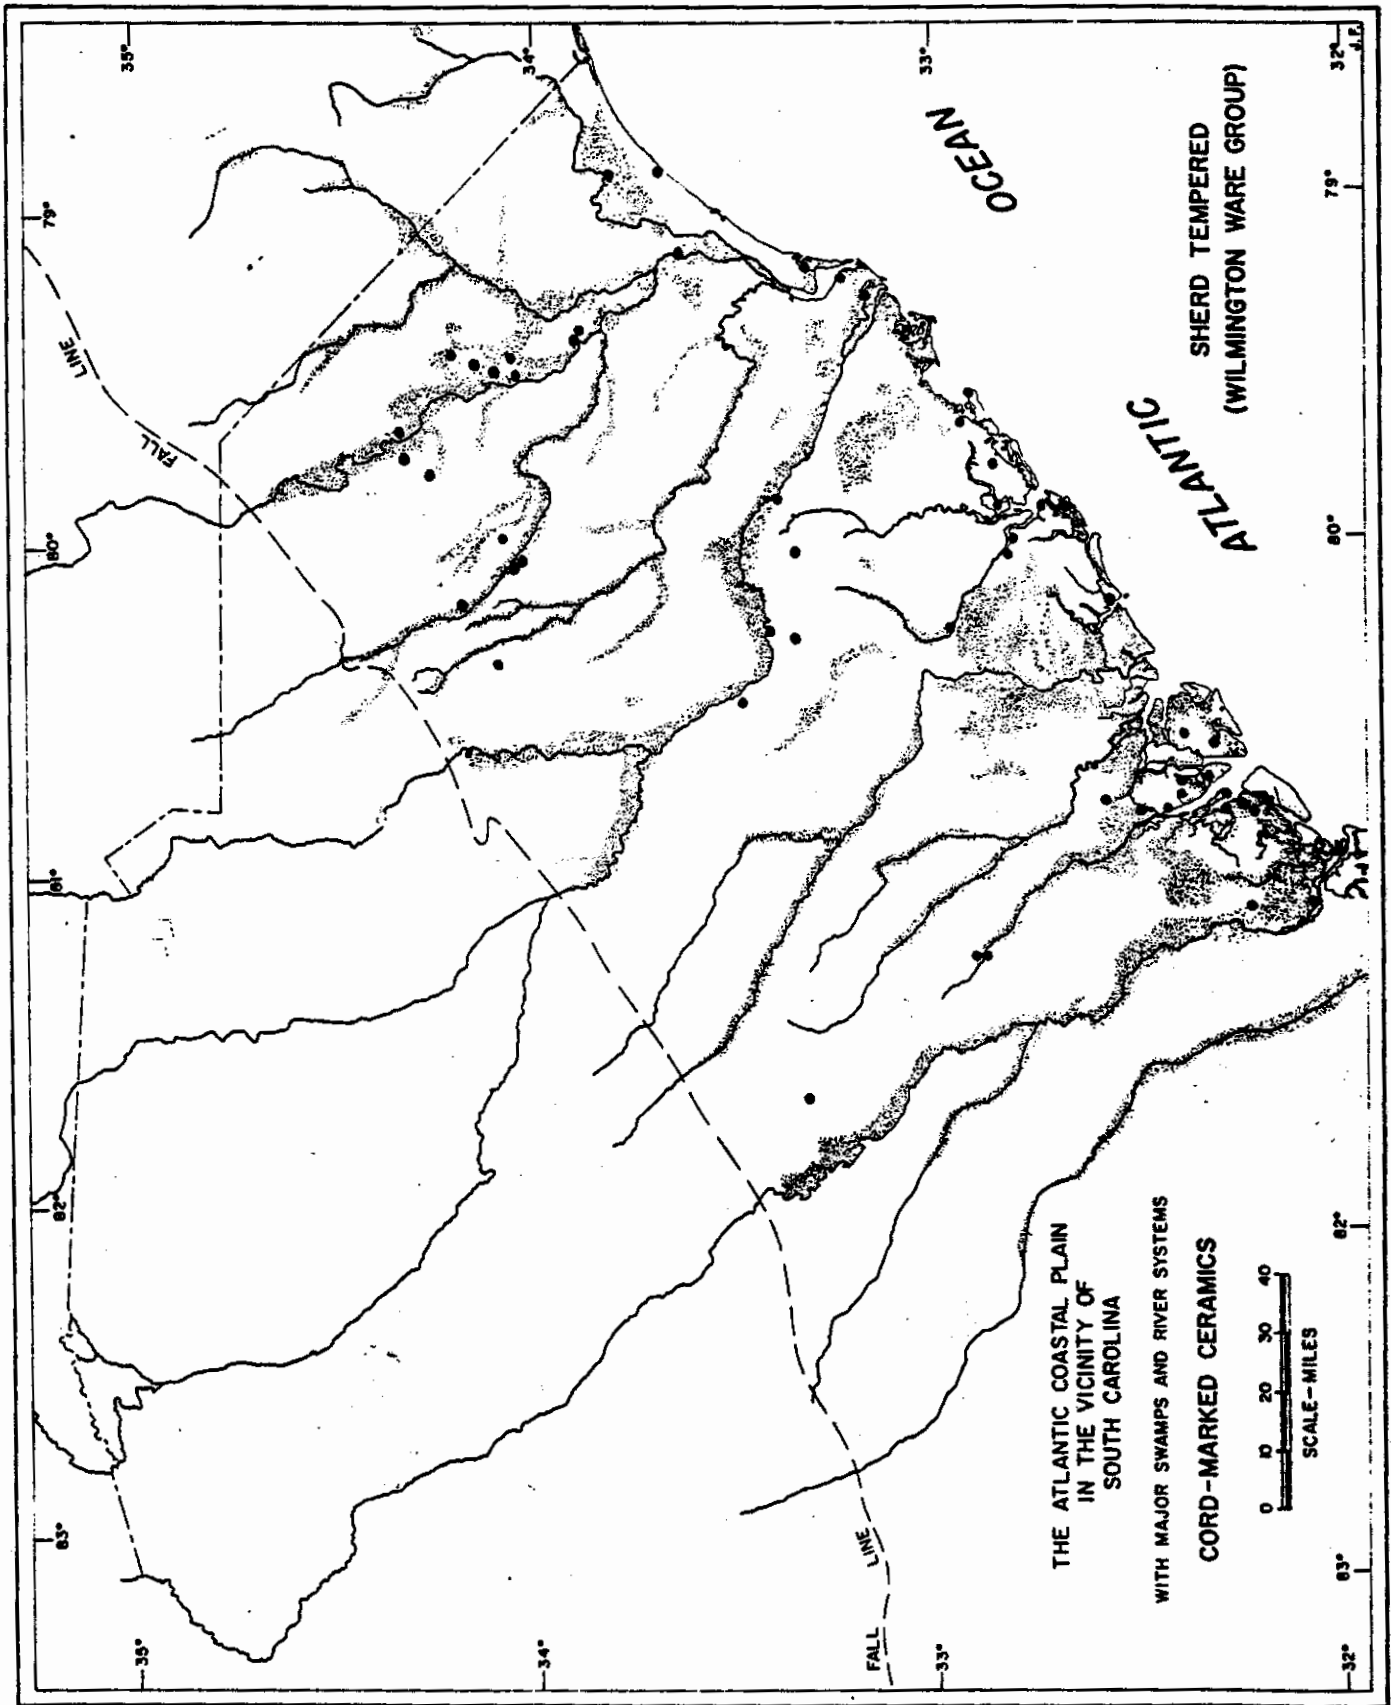 THE ATLANTIC COASTAL PLAIN
IN THE VICINITY OF
SOUTH CAROLINA
WITH MAJOR SWAMPS AND RIVER SYSTEMS
CORD-MARKED CERAMICS
0 10 20 30 40
SCALE-MILES
SHERD TEMPERED
(WILMINGTON WARE GROUP)
ATLANTIC
OCEAN
FALL
LINE
FALL
LINE
83°
82°
81°
80°
79°
35°
34°
33°
32°
35°
34°
33°
32°
83°
82°
80°
79°
J.F.